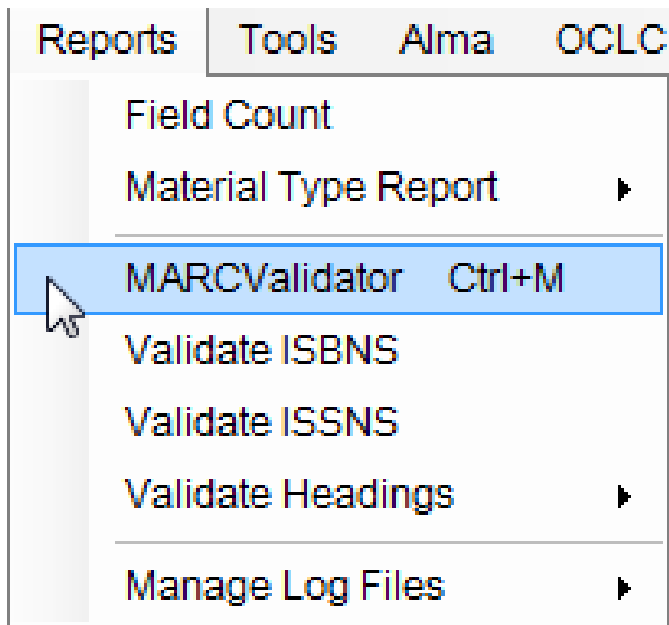 Reports Tools Alma OCLC
Field Count
Material Type Report
MARCValidator Ctrl+M
Validate ISBNS
Validate ISSNS
Validate Headings
Manage Log Files